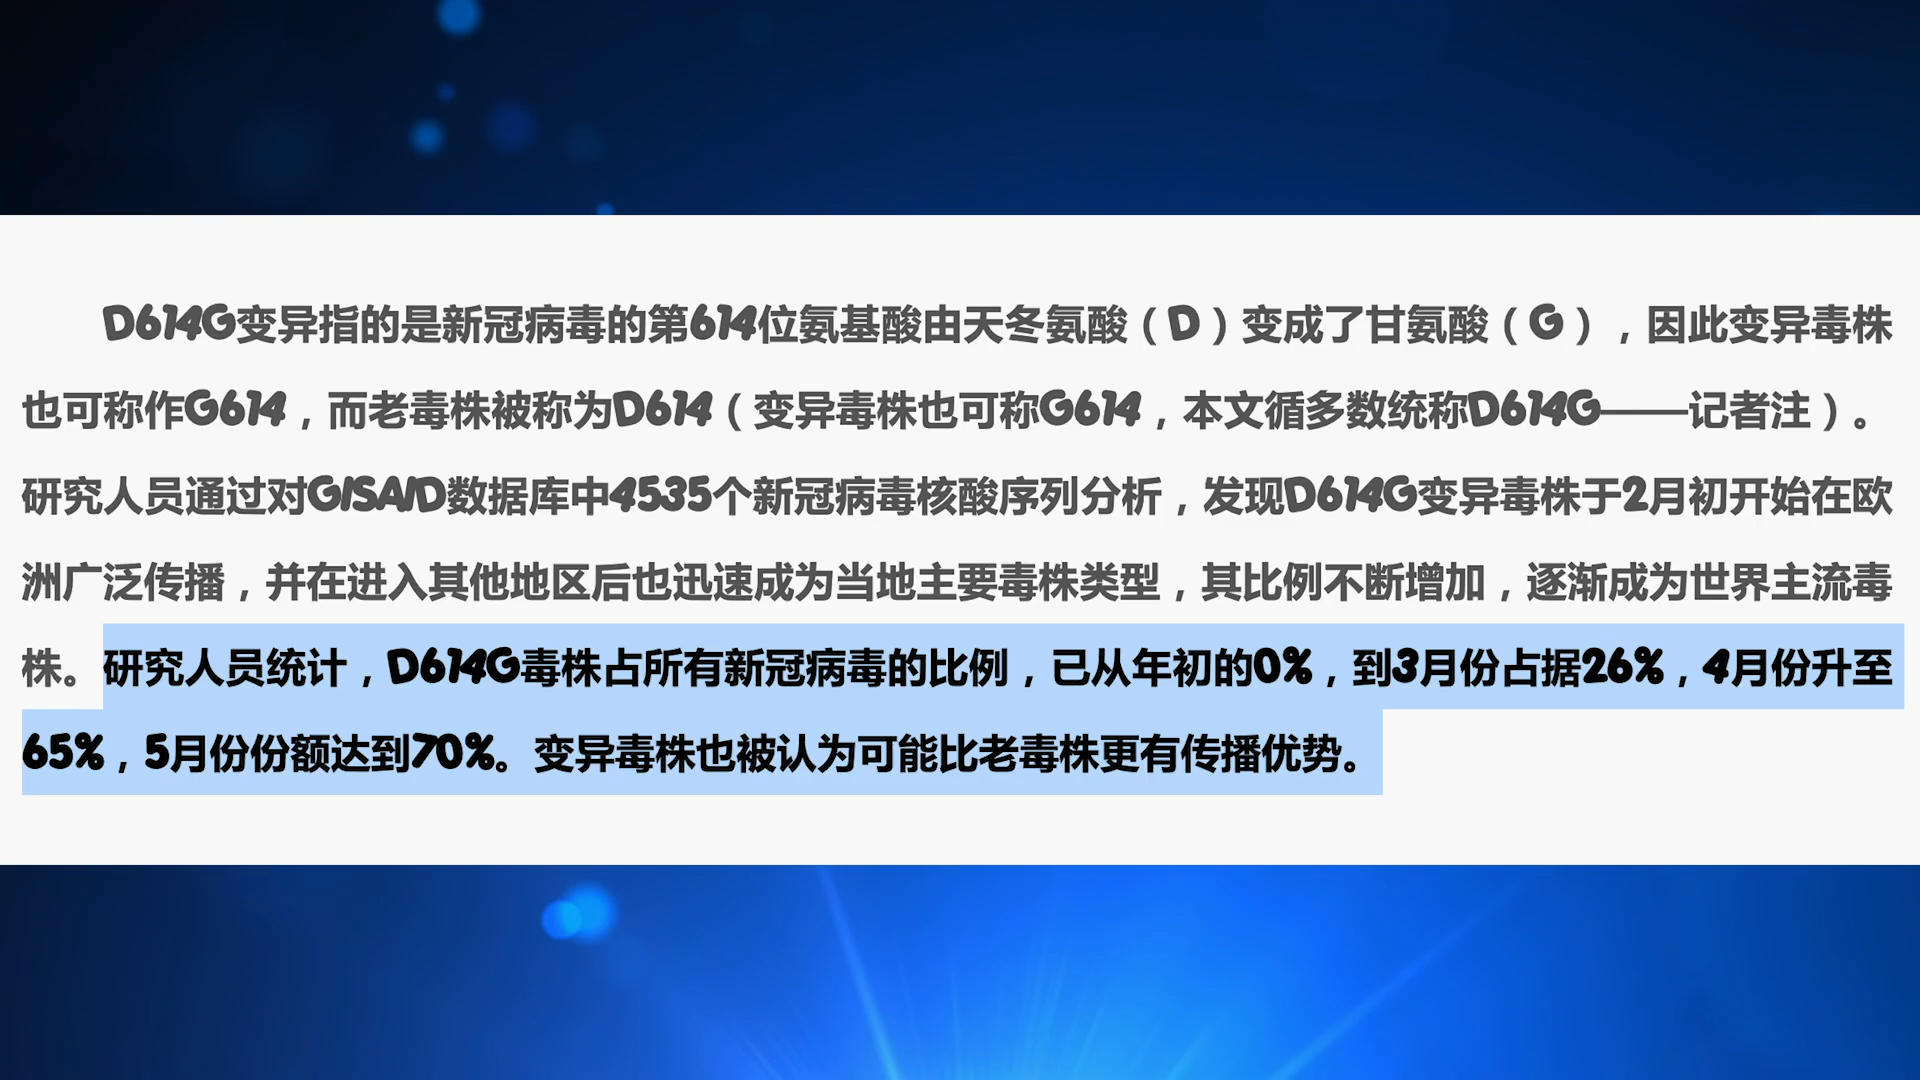 D614G变异指的是新冠病毒的第614位氨基酸由天冬氨酸（D）变成了甘氨酸（G），因此变异毒株
也可称作G614，而老毒株被称为D614（变异毒株也可称G614，本文循多数统称D614G——记者注）。
研究人员通过对GISAID数据库中4535个新冠病毒核酸序列分析，发现D614G变异毒株于2月初开始在欧
洲广泛传播，并在进入其他地区后也迅速成为当地主要毒株类型，其比例不断增加，逐渐成为世界主流毒
株。研究人员统计，D614G毒株占所有新冠病毒的比例，已从年初的0%，到3月份占据26%，4月份升至
65%，5月份份额达到70%。变异毒株也被认为可能比老毒株更有传播优势。